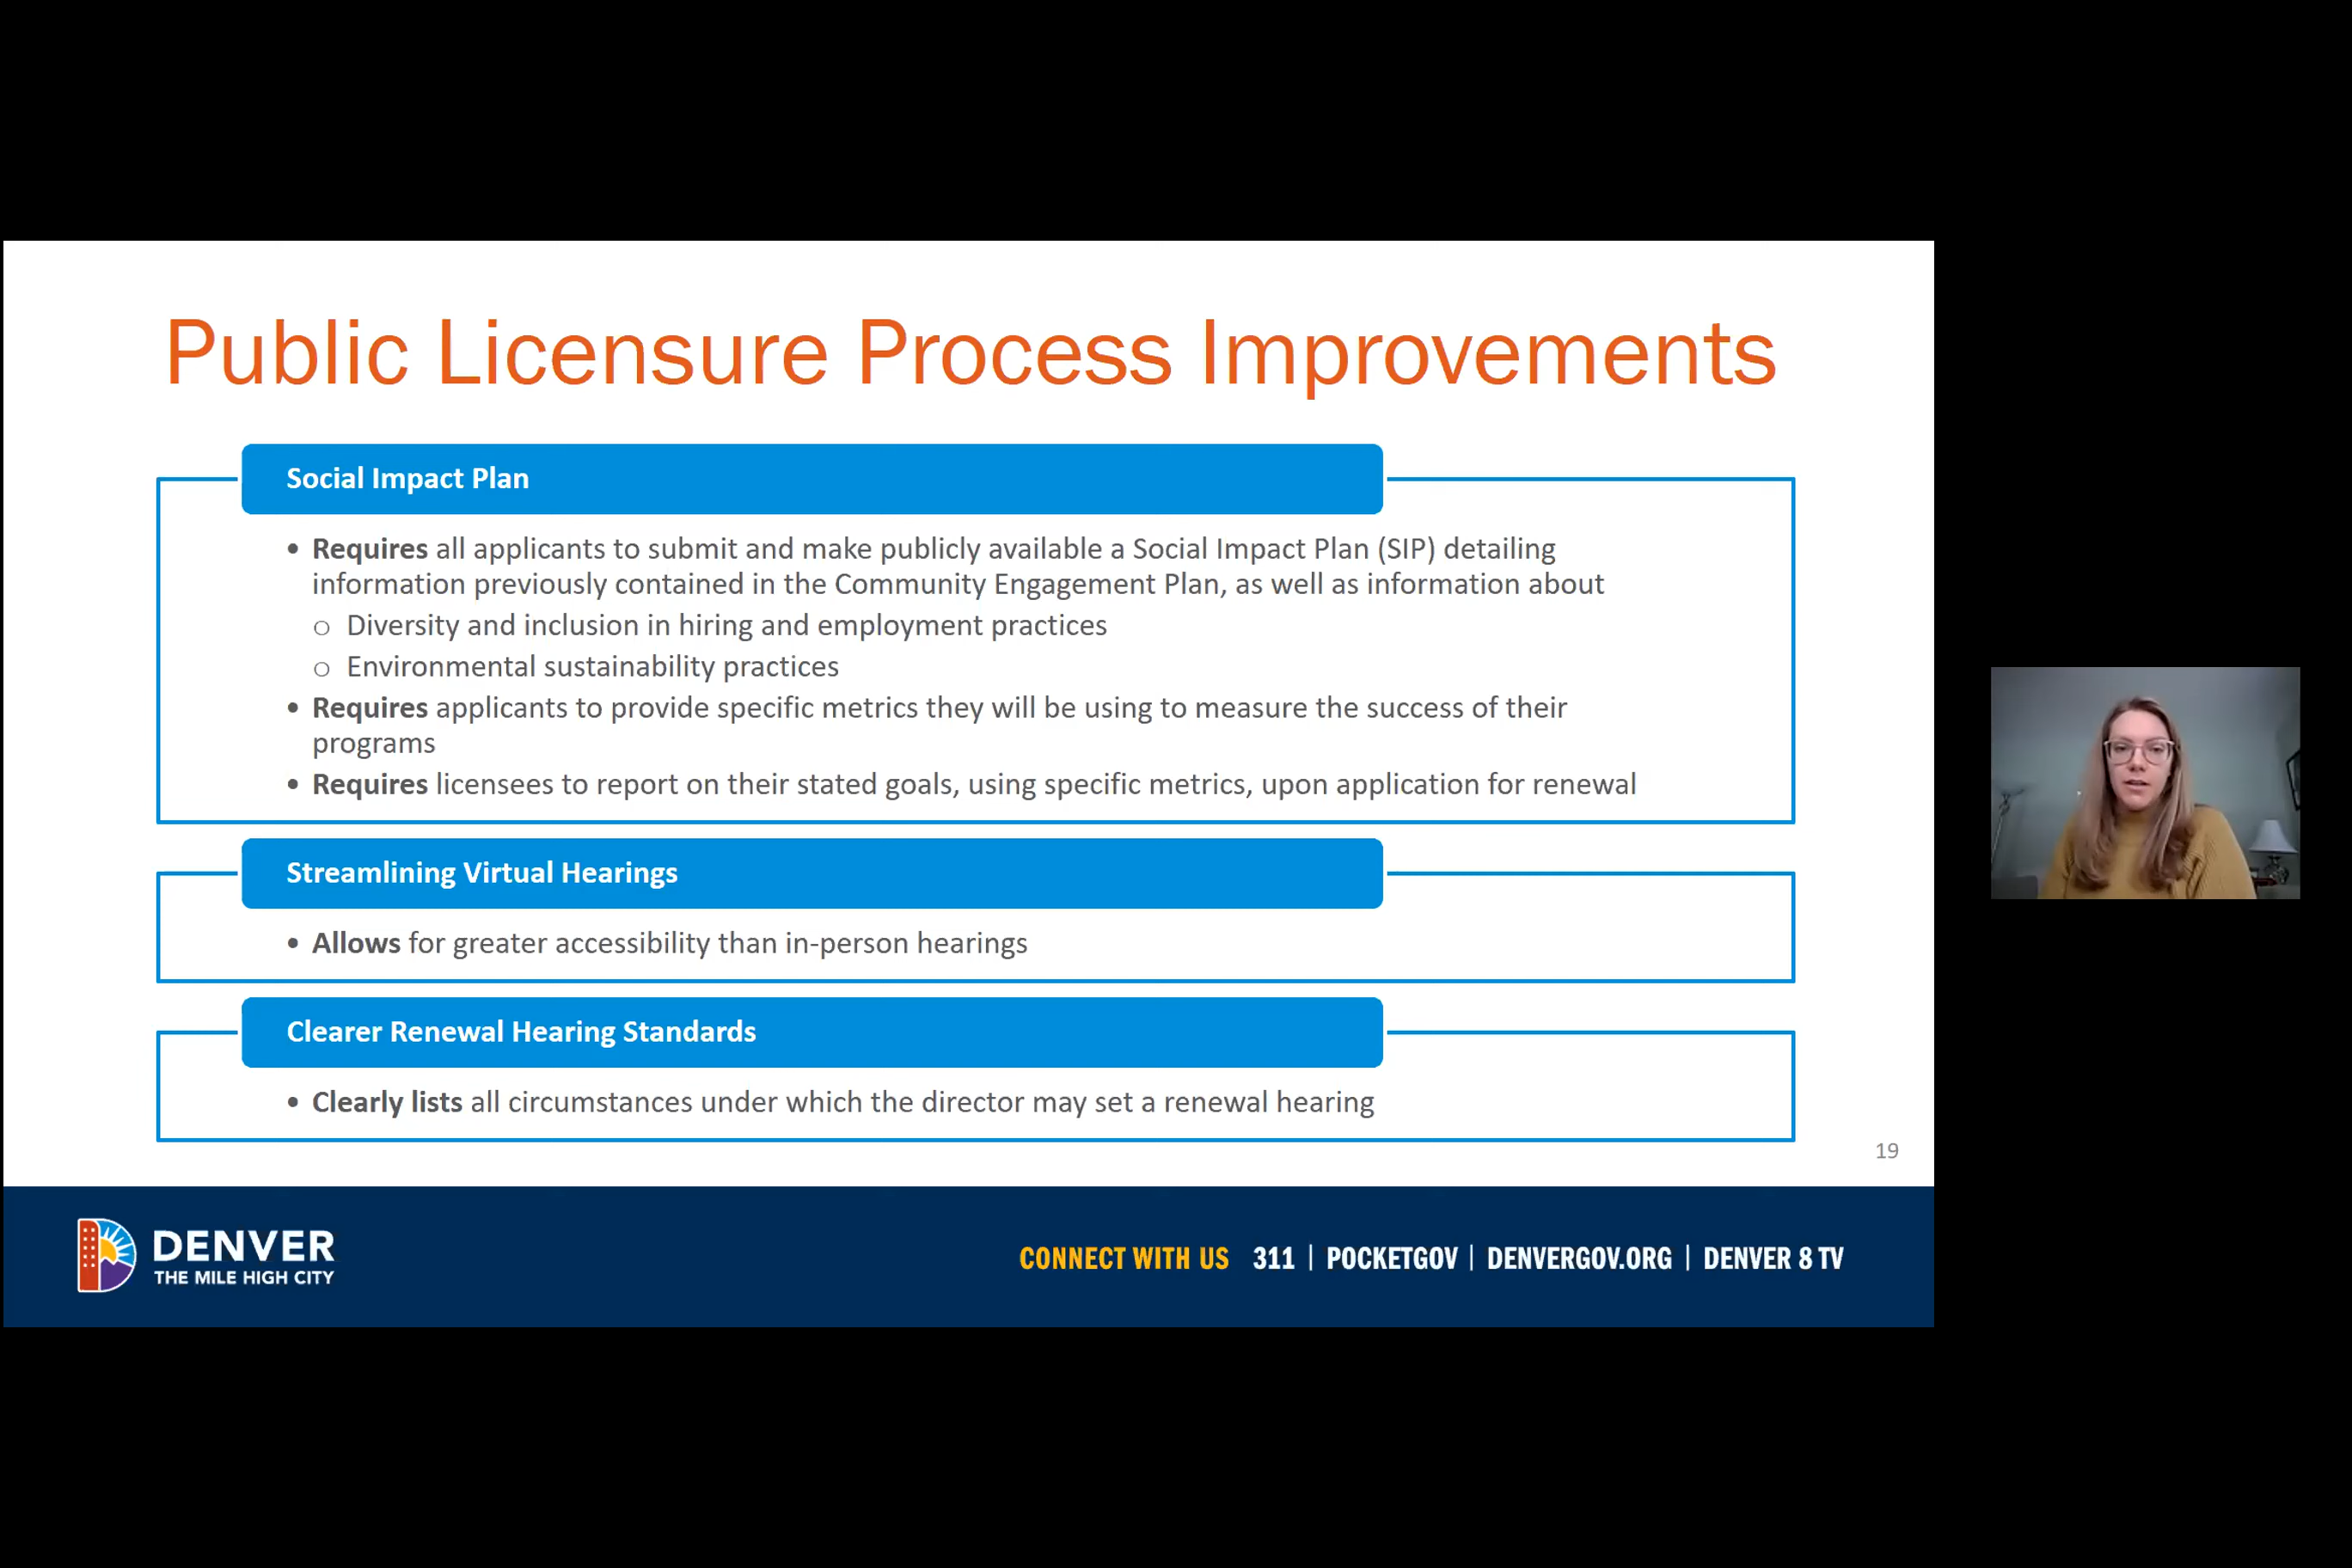 Public Licensure Process Improvements
Social Impact Plan
• Requires all applicants to submit and make publicly available a Social Impact Plan (SIP) detailing
information previously contained in the Community Engagement Plan, as well as information about
o Diversity and inclusion in hiring and employment practices
o Environmental sustainability practices
• Requires applicants to provide specific metrics they will be using to measure the success of their
programs
• Requires licensees to report on their stated goals, using specific metrics, upon application for renewal
Streamlining Virtual Hearings
• Allows for greater accessibility than in-person hearings
Clearer Renewal Hearing Standards
• Clearly lists all circumstances under which the director may set a renewal hearing
19
DENVER
THE MILE HIGH CITY
CONNECT WITH US 311 | POCKETGOV | DENVERGOV.ORG | DENVER 8 TV